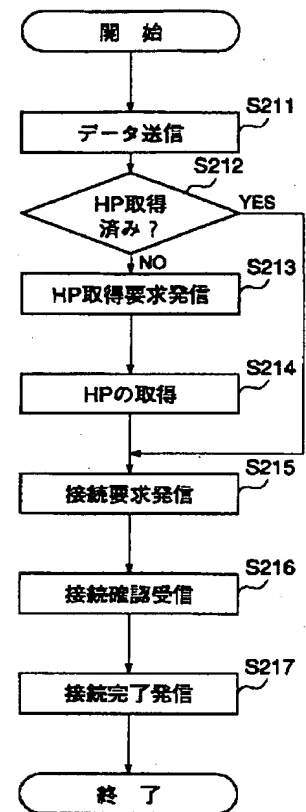 開 始
S211
データ送信
S212
HP取得
済み？
YES
NO
S213
HP取得要求発信
S214
HPの取得
S215
接続要求発信
S216
接続確認受信
S217
接続完了発信
終 了